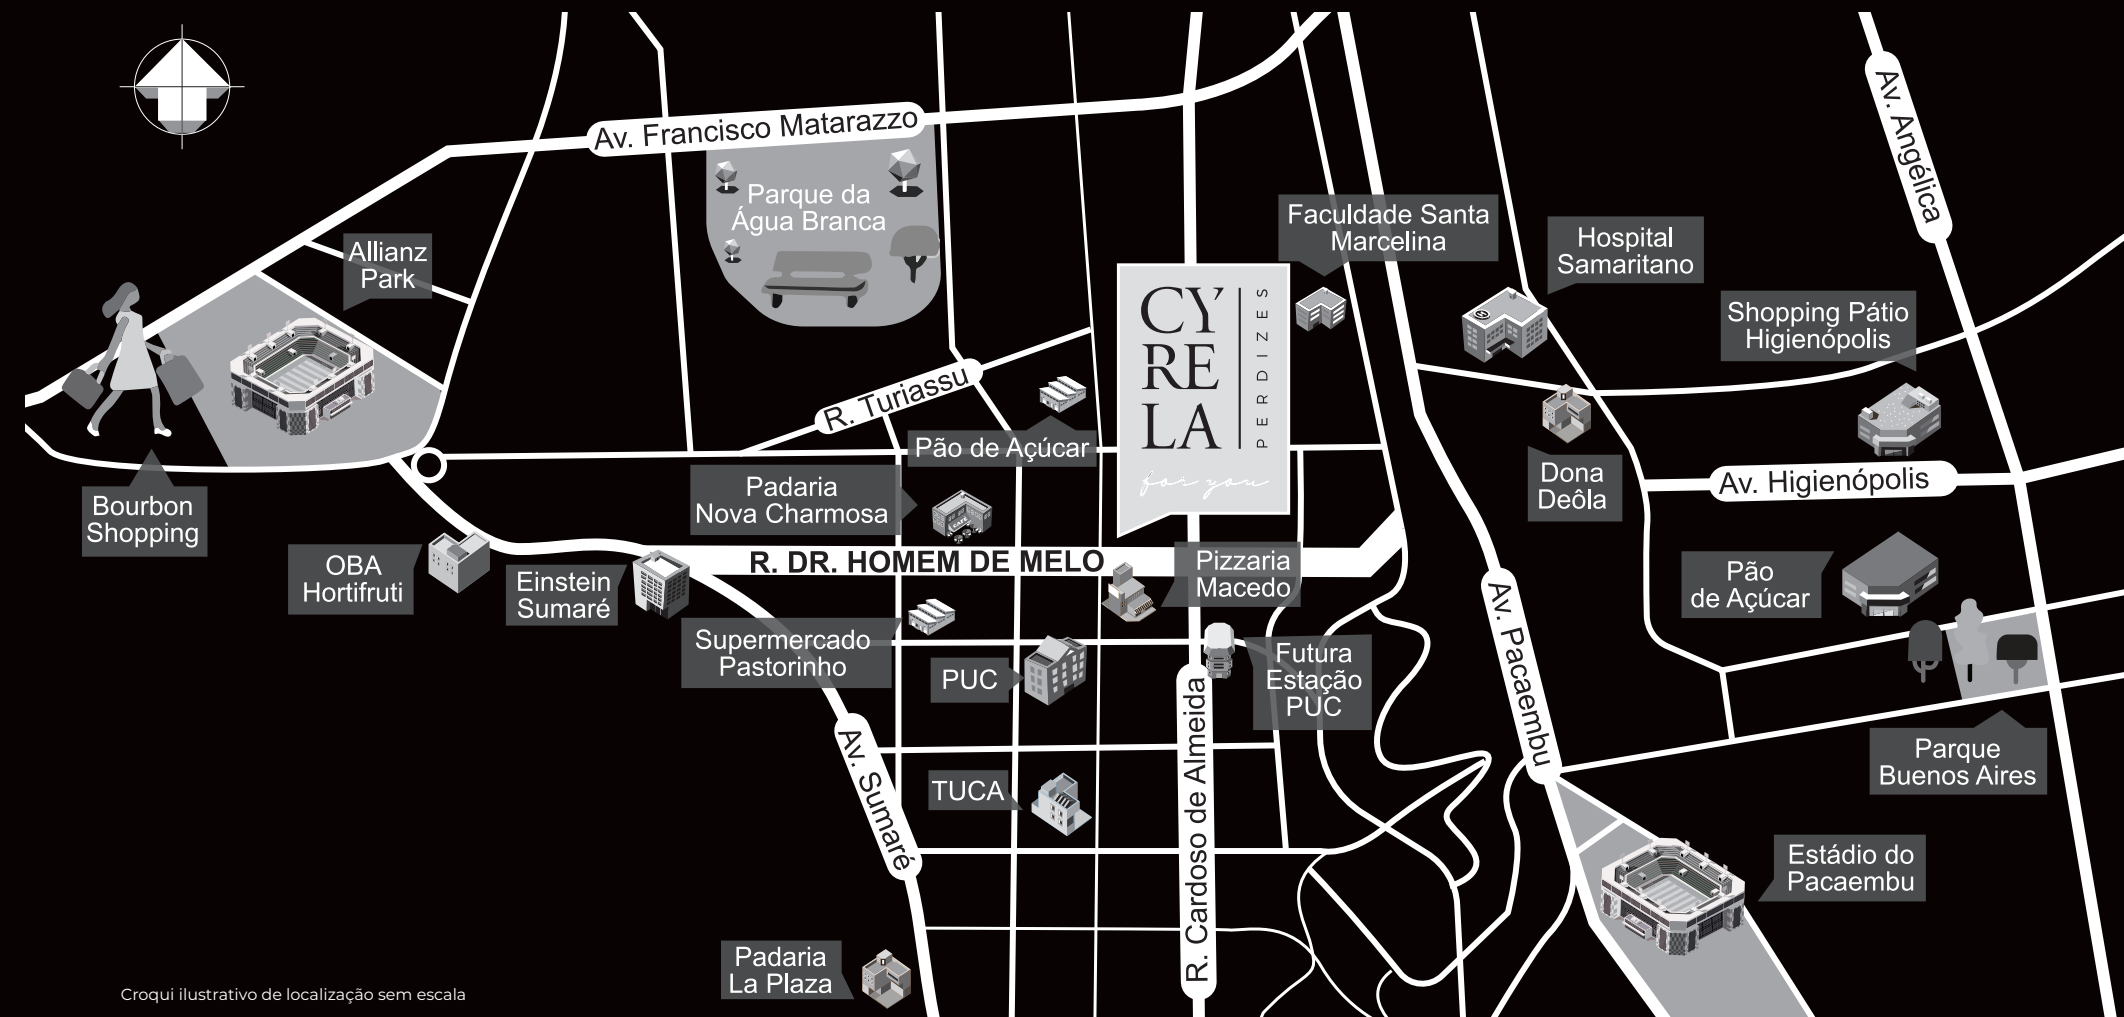 Av. Francisco Matarazzo
Av. Angélica
Parque da
Água Branca
Allianz
Park
Faculdade Santa
Marcelina
Hospital
Samaritano
Shopping Pátio
Higienópolis
CY
RE
LA
PERDIZES
for you
R. Turiassu
Pão de Açúcar
Padaria
Nova Charmosa
Bourbon
Shopping
Dona
Deôla
Av. Higienópolis
OBA
Hortifruti
Einstein
Sumaré
R. DR. HOMEM DE MELO
CAFE
Pizzaria
Macedo
Pão
de Açúcar
Av. Pacaembu
Supermercado
Pastorinho
PUC
Futura
Estação
PUC
Av. Sumaré
TUCA
R. Cardoso de Almeida
Parque
Buenos Aires
Estádio do
Pacaembu
Padaria
La Plaza
Croqui ilustrativo de localização sem escala